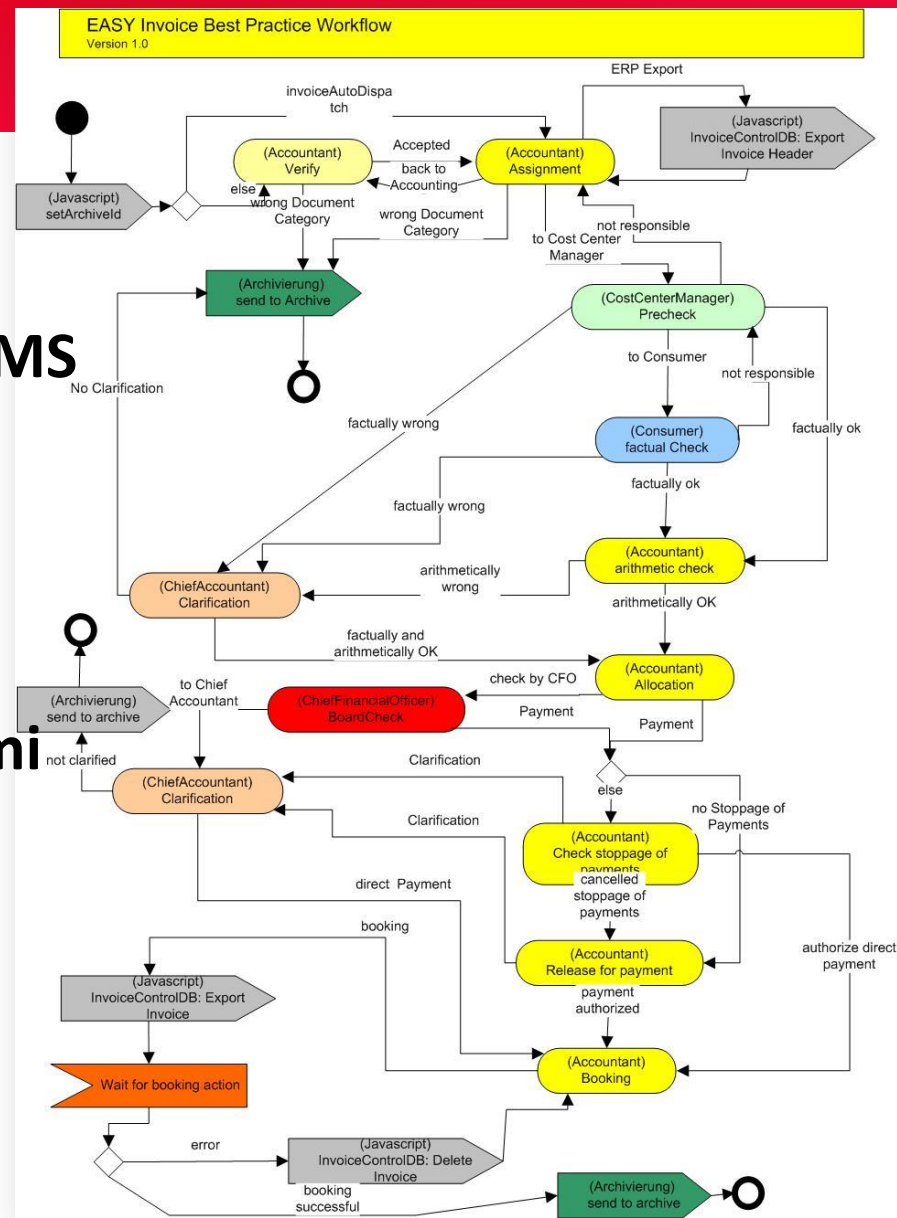 EASY Invoice Best Practice Workflow
Version 1.0
ERP Export
invoiceAutoDispa
tch
(Javascript)
InvoiceControlDB: Export
Invoice Header
(Accountant)
Verify
Accepted
back to
Accounting
(Accountant)
Assignment
(Javascript)
setArchiveId
else
wrong Document
Category
wrong Document
Category
to Cost Center
Manager
not responsible
(Archivierung)
send to Archive
(CostCenterManager)
Precheck
MS
No Clarification
to Consumer
not responsible
factually wrong
(Consumer)
factual Check
factually ok
factually ok
factually wrong
(Accountant)
arithmetic check
arithmetically
wrong
(ChiefAccountant)
Clarification
arithmetically OK
factually and
arithmetically OK
(Accountant)
Allocation
check by CFO
to Chief
Accountant
(Archivierung)
send to archive
(ChiefFinancialOfficer)
BoardCheck
Payment
Payment
mi
not clarified
(ChiefAccountant)
Clarification
Clarification
else
no Stoppage of
Payments
Clarification
(Accountant)
Check stoppage of
payments
cancelled
stoppage of
payments
direct Payment
booking
authorize direct
payment
(Accountant)
Release for payment
(Javascript)
InvoiceControlDB: Export
Invoice
payment
authorized
(Accountant)
Booking
Wait for booking action
error
(Javascript)
InvoiceControlDB: Delete
Invoice
booking
successful
(Archivierung)
send to archive